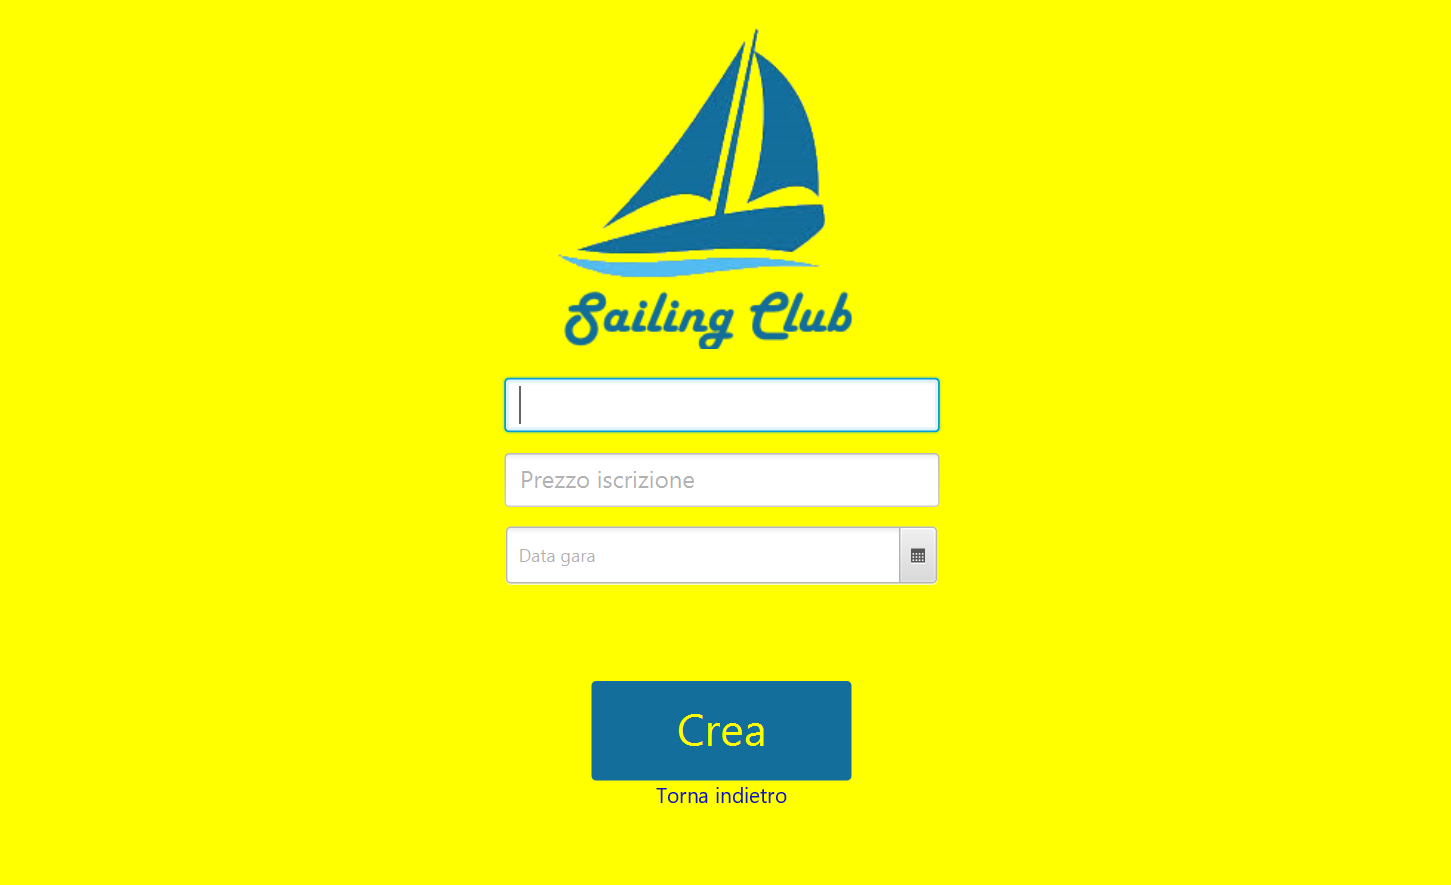 Sailing Club
Prezzo iscrizione
Data gara
Crea
Torna indietro